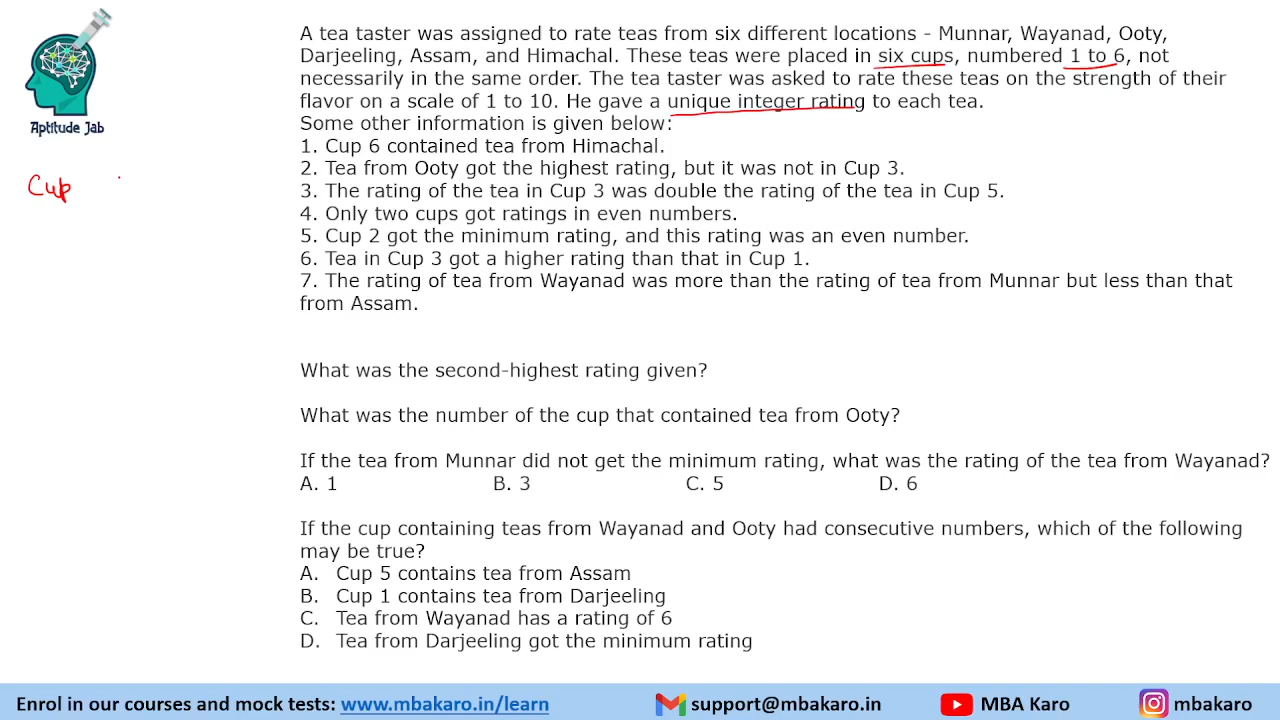 Aptitude Jab
Cup
A tea taster was assigned to rate teas from six different locations - Munnar, Wayanad, Ooty,
Darjeeling, Assam, and Himachal. These teas were placed in six cups, numbered 1 to 6, not
necessarily in the same order. The tea taster was asked to rate these teas on the strength of their
flavor on a scale of 1 to 10. He gave a unique integer rating to each tea.
Some other information is given below:
1. Cup 6 contained tea from Himachal.
2. Tea from Ooty got the highest rating, but it was not in Cup 3.
3. The rating of the tea in Cup 3 was double the rating of the tea in Cup 5.
4. Only two cups got ratings in even numbers.
5. Cup 2 got the minimum rating, and this rating was an even number.
6. Tea in Cup 3 got a higher rating than that in Cup 1.
7. The rating of tea from Wayanad was more than the rating of tea from Munnar but less than that
from Assam.
What was the second-highest rating given?
What was the number of the cup that contained tea from Ooty?
If the tea from Munnar did not get the minimum rating, what was the rating of the tea from Wayanad?
A. 1 B. 3 C. 5 D. 6
If the cup containing teas from Wayanad and Ooty had consecutive numbers, which of the following
may be true?
A. Cup 5 contains tea from Assam
B. Cup 1 contains tea from Darjeeling
C. Tea from Wayanad has a rating of 6
D. Tea from Darjeeling got the minimum rating
Enrol in our courses and mock tests: www.mbakaro.in/learn support@mbakaro.in MBA Karo mbakaro